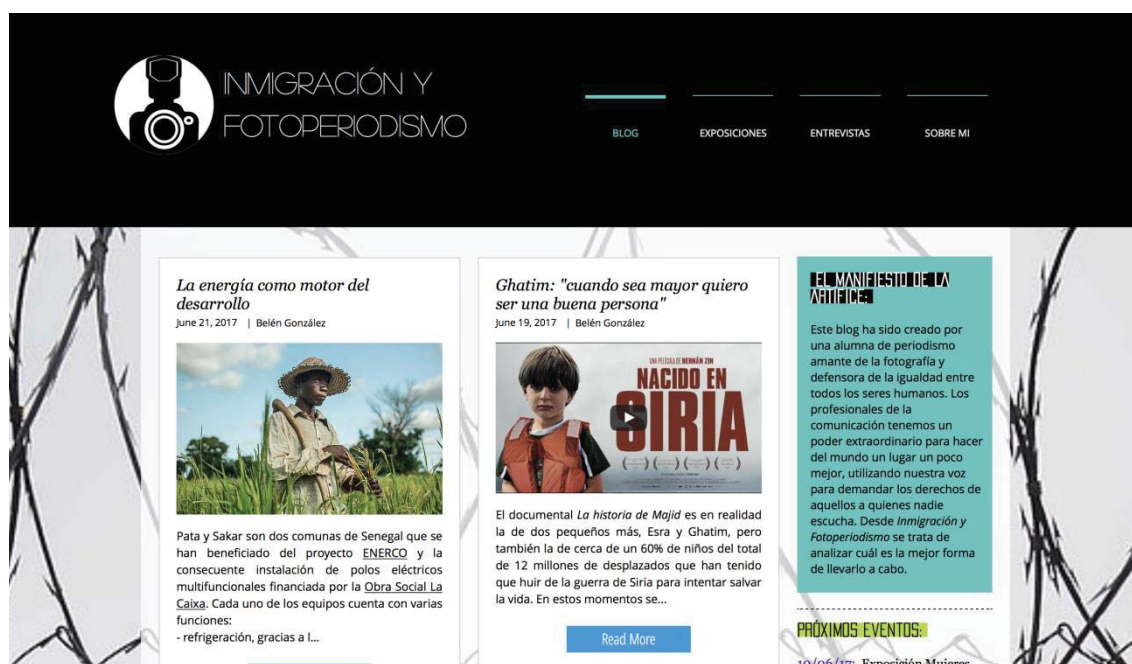 INMIGRACIÓN Y
FOTOPERIODISMO
BLOG
EXPOSICIONES
ENTREVISTAS
SOBRE MI
La energía como motor del
desarrollo
June 21, 2017 | Belén González
Pata y Sakar son dos comunas de Senegal que se
han beneficiado del proyecto ENERCO y la
consecuente instalación de polos eléctricos
multifuncionales financiada por la Obra Social La
Caixa. Cada uno de los equipos cuenta con varias
funciones:
- refrigeración, gracias a l...
Ghatim: "cuando sea mayor quiero
ser una buena persona"
June 19, 2017 | Belén González
UNA PELÍCULA DE HERNÁN ZIN
NACIDO EN
SIRIA
El documental La historia de Majid es en realidad
la de dos pequeños más, Esra y Ghatim, pero
también la de cerca de un 60% de niños del total
de 12 millones de desplazados que han tenido
que huir de la guerra de Siria para intentar salvar
la vida. En estos momentos se...
Read More
EL MANIFIESTO DE LA
ARTIFICE:
Este blog ha sido creado por
una alumna de periodismo
amante de la fotografía y
defensora de la igualdad entre
todos los seres humanos. Los
profesionales de la
comunicación tenemos un
poder extraordinario para hacer
del mundo un lugar un poco
mejor, utilizando nuestra voz
para demandar los derechos de
aquellos a quienes nadie
escucha. Desde Inmigración y
Fotoperiodismo se trata de
analizar cuál es la mejor forma
de llevarlo a cabo.
PRÓXIMOS EVENTOS:
10/06/17: Exposición Mujeres